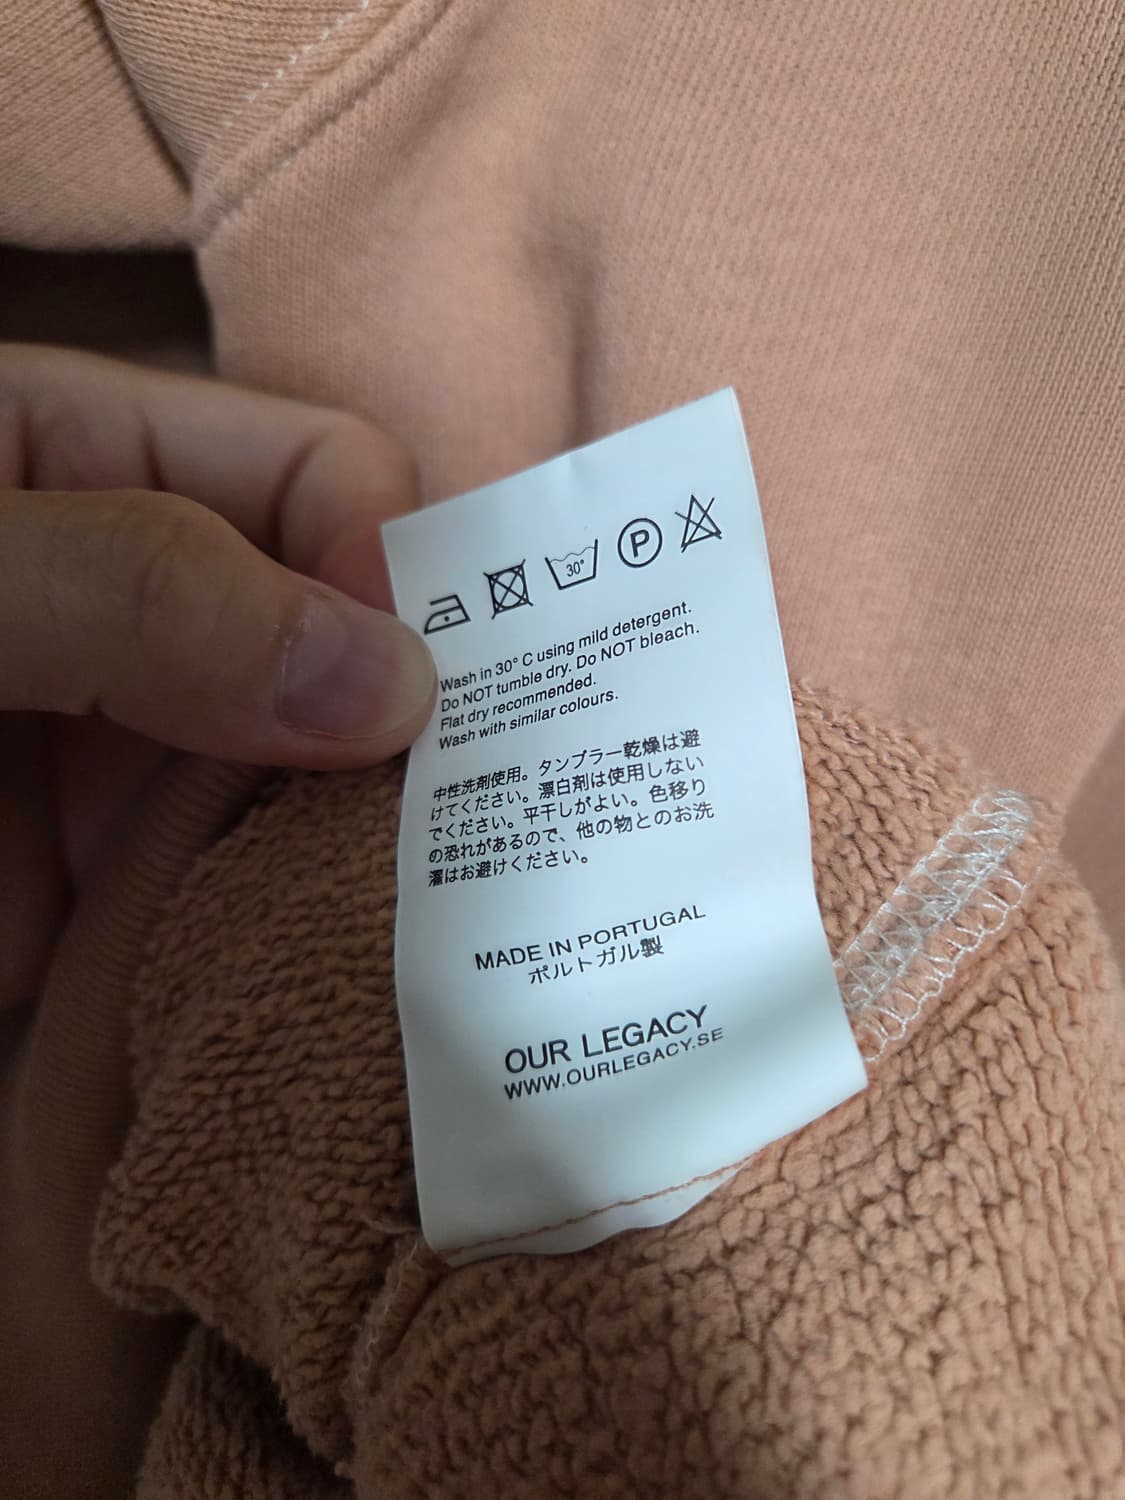 30°
P
Wash in 30° C using mild detergent.
Do NOT tumble dry. Do NOT bleach.
Flat dry recommended.
Wash with similar colours.
中性洗剤使用。タンブラー乾燥は避
けてください。漂白剤は使用しない
でください。平干しがよい。色移り
の恐れがあるので、他の物とのお洗
濯はお避けください。
MADE IN PORTUGAL
ポルトガル製
OUR LEGACY
WWW.OURLEGACY.SE